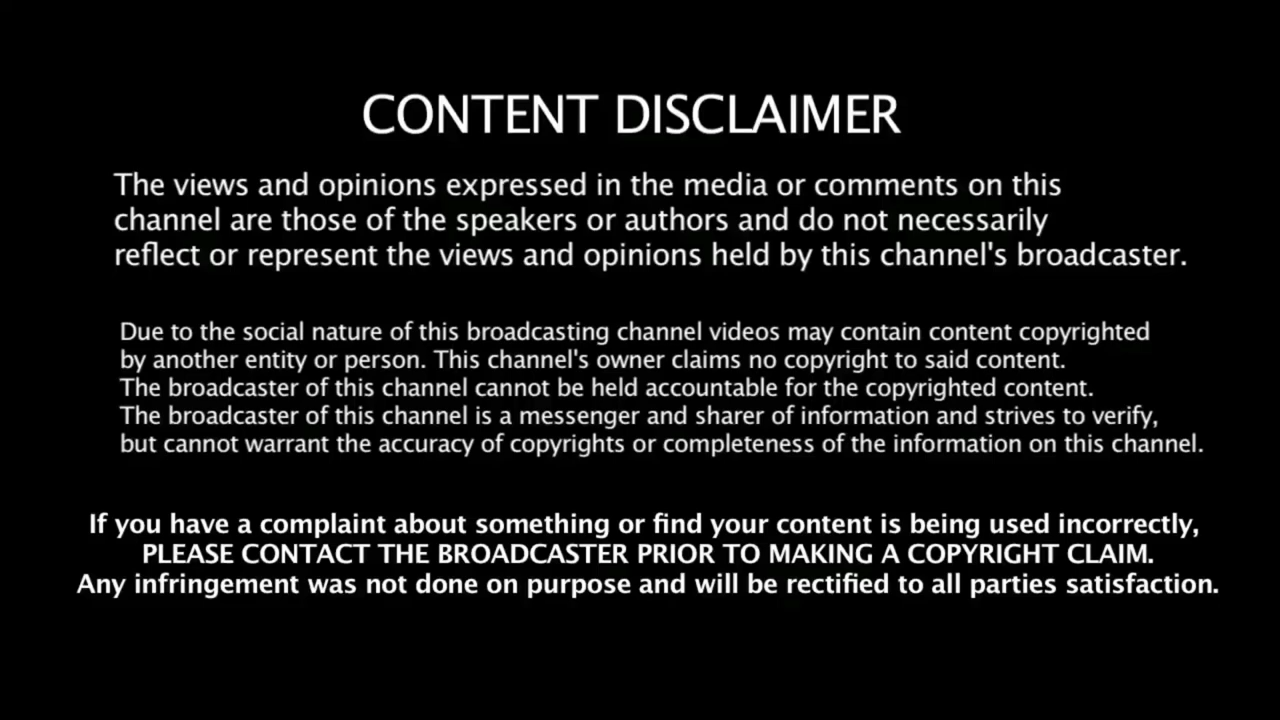 CONTENT DISCLAIMER
The views and opinions expressed in the media or comments on this
channel are those of the speakers or authors and do not necessarily
reflect or represent the views and opinions held by this channel's broadcaster.
Due to the social nature of this broadcasting channel videos may contain content copyrighted
by another entity or person. This channel's owner claims no copyright to said content.
The broadcaster of this channel cannot be held accountable for the copyrighted content.
The broadcaster of this channel is a messenger and sharer of information and strives to verify,
but cannot warrant the accuracy of copyrights or completeness of the information on this channel.
If you have a complaint about something or find your content is being used incorrectly,
PLEASE CONTACT THE BROADCASTER PRIOR TO MAKING A COPYRIGHT CLAIM.
Any infringement was not done on purpose and will be rectified to all parties satisfaction.